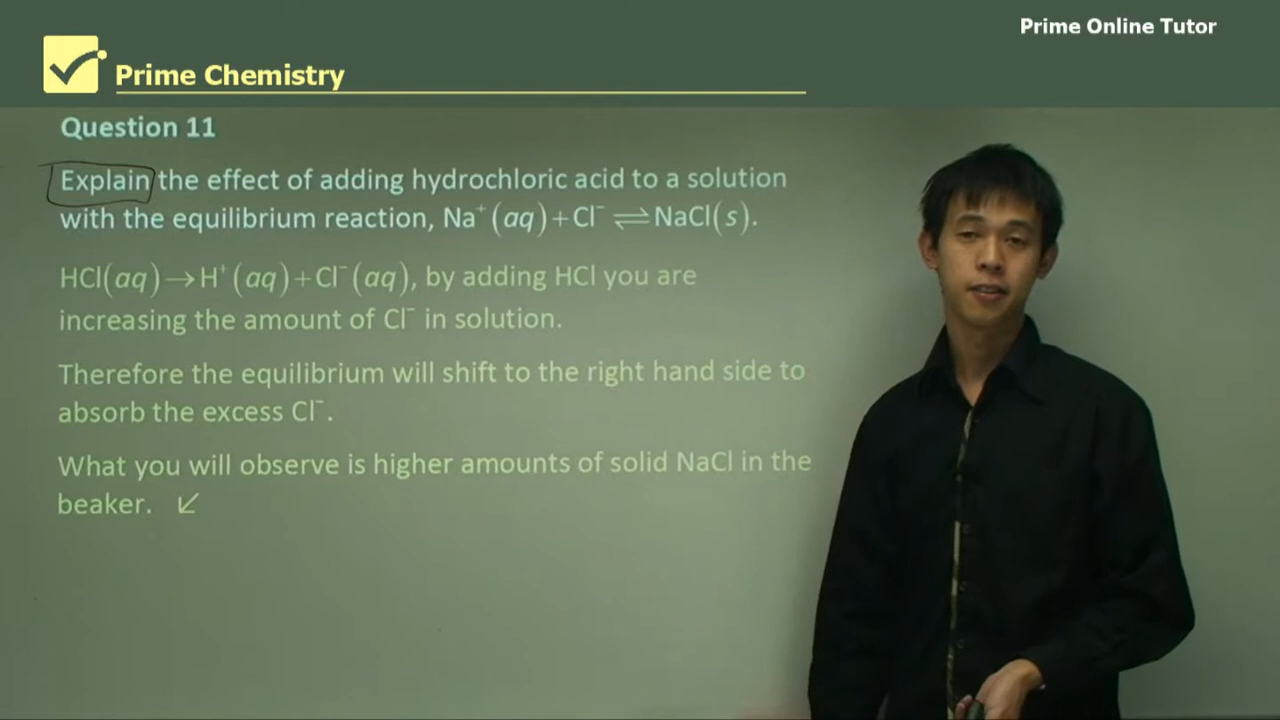 Prime Online Tutor
Prime Chemistry
Question 11
Explain the effect of adding hydrochloric acid to a solution
with the equilibrium reaction, Na⁺(aq)+Cl⁻⇌NaCl(s).
HCl(aq)→H⁺(aq)+Cl⁻(aq), by adding HCl you are
increasing the amount of Cl⁻ in solution.
Therefore the equilibrium will shift to the right hand side to
absorb the excess Cl⁻.
What you will observe is higher amounts of solid NaCl in the
beaker.